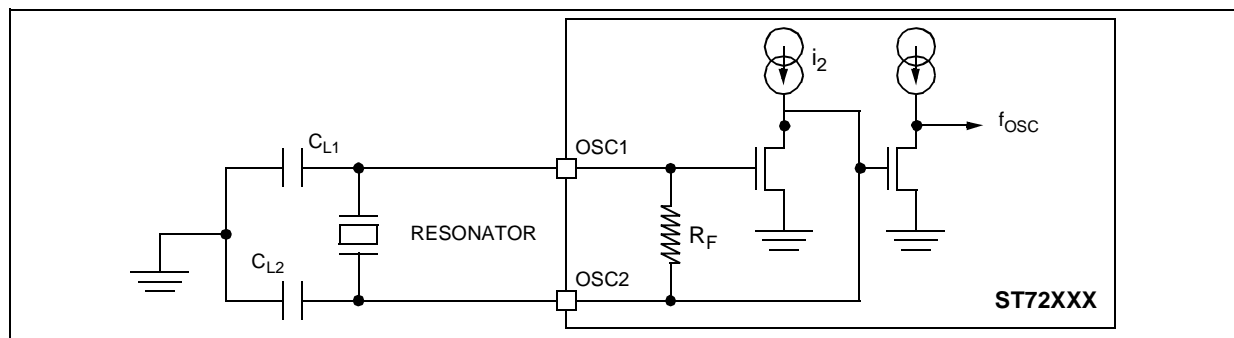 i2
fOSC
CL1
OSC1
RESONATOR
RF
CL2
OSC2
ST72XXX